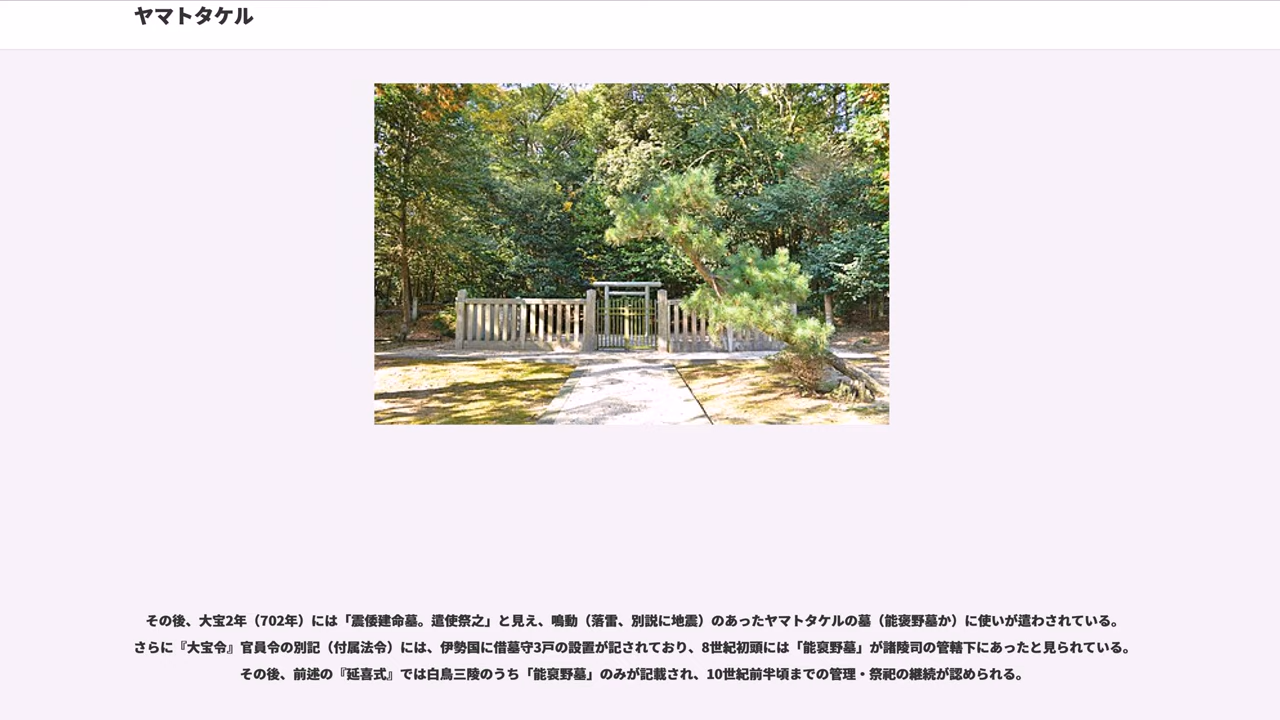 ヤマトタケル
その後、大宝2年（702年）には「震倭建命墓。遣使祭之」と見え、鳴動（落雷、別説に地震）のあったヤマトタケルの墓（能褒野墓か）に使いが遣わされている。
さらに『大宝令』官員令の別記（付属法令）には、伊勢国に借墓守3戸の設置が記されており、8世紀初頭には「能裒野墓」が諸陵司の管轄下にあったと見られている。
その後、前述の『延喜式』では白鳥三陵のうち「能裒野墓」のみが記載され、10世紀前半頃までの管理・祭祀の継続が認められる。